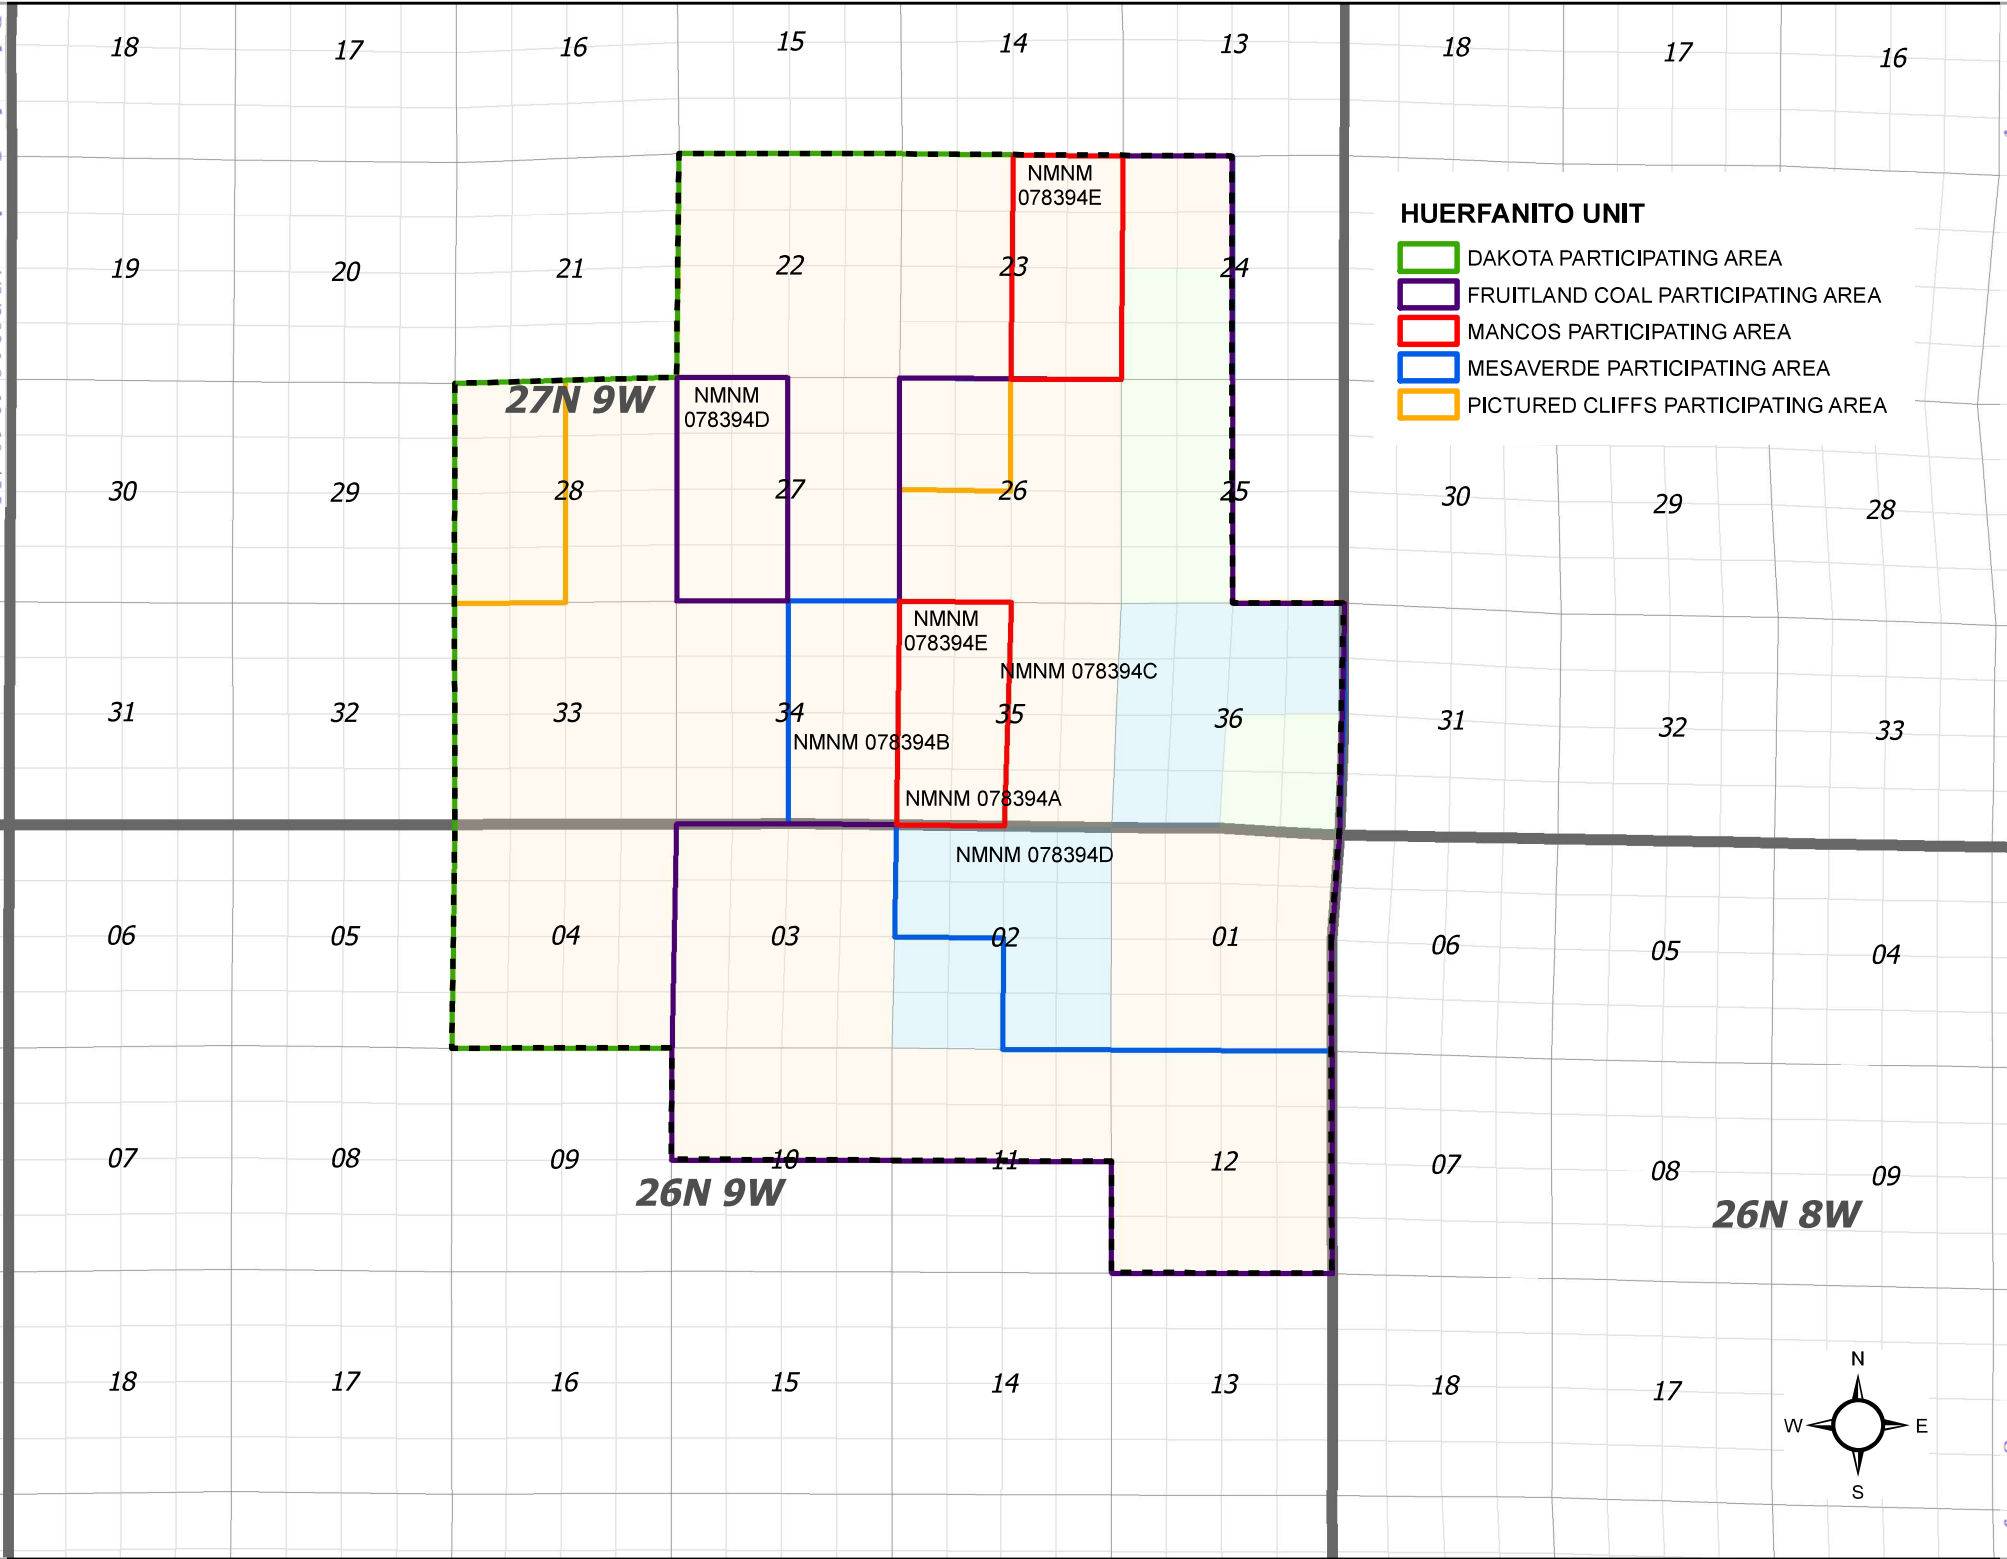 18 17 16 15 14 13 18 17 16
NMNM
078394E
HUERFANITO UNIT
DAKOTA PARTICIPATING AREA
FRUITLAND COAL PARTICIPATING AREA
MANCOS PARTICIPATING AREA
MESAVERDE PARTICIPATING AREA
PICTURED CLIFFS PARTICIPATING AREA
19 20 21 22 23 24
27N 9W
NMNM
078394D
30 29 28 27 26 25 30 29 28
NMNM
078394E
NMNM 078394C
31 32 33 34 35 36 31 32 33
NMNM 078394B
NMNM 078394A
NMNM 078394D
06 05 04 03 02 01 06 05 04
07 08 09 10 11 12 07 08 09
26N 9W
26N 8W
18 17 16 15 14 13 18 17
N
W E
S